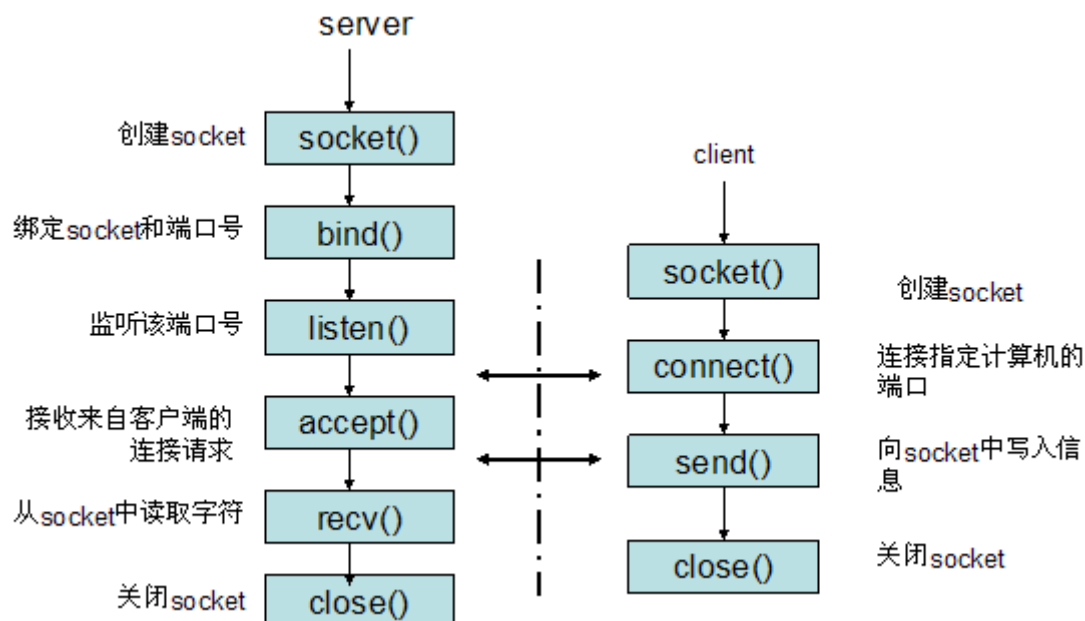 server
创建socket
socket()
绑定socket和端口号
bind()
监听该端口号
listen()
接收来自客户端的
连接请求
accept()
从socket中读取字符
recv()
关闭socket
close()
client
socket()
创建socket
connect()
连接指定计算机的
端口
send()
向socket中写入信
息
close()
关闭socket